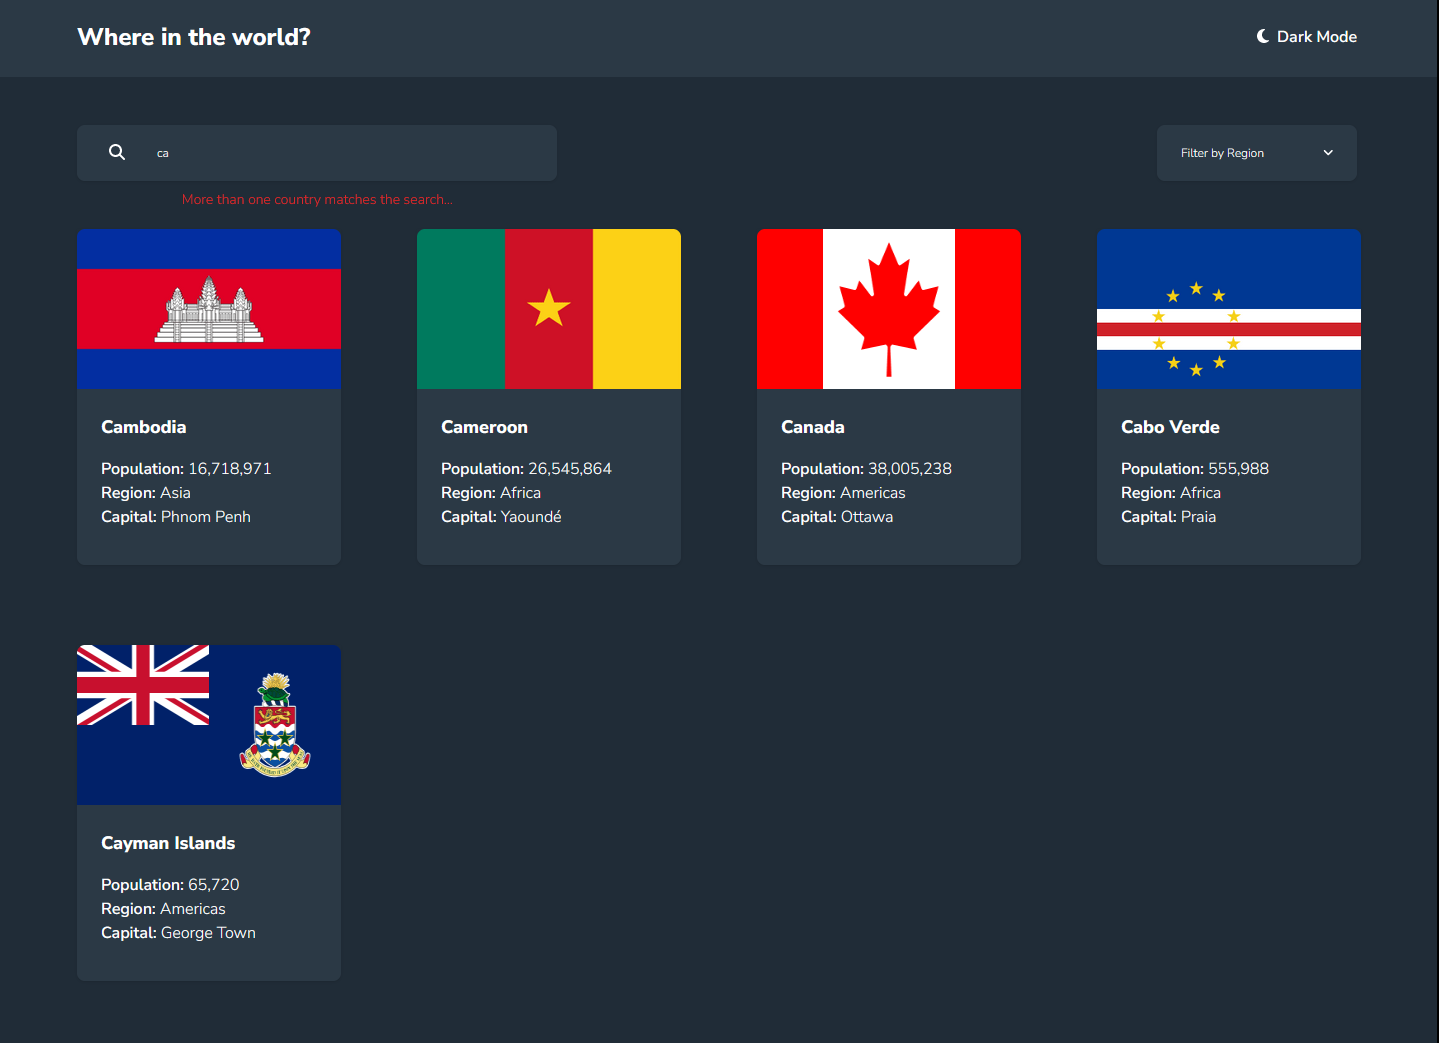 Where in the world?
Dark Mode
ca
Filter by Region
More than one country matches the search...
Cambodia
Population: 16,718,971
Region: Asia
Capital: Phnom Penh
Cameroon
Population: 26,545,864
Region: Africa
Capital: Yaoundé
Canada
Population: 38,005,238
Region: Americas
Capital: Ottawa
Cabo Verde
Population: 555,988
Region: Africa
Capital: Praia
Cayman Islands
Population: 65,720
Region: Americas
Capital: George Town